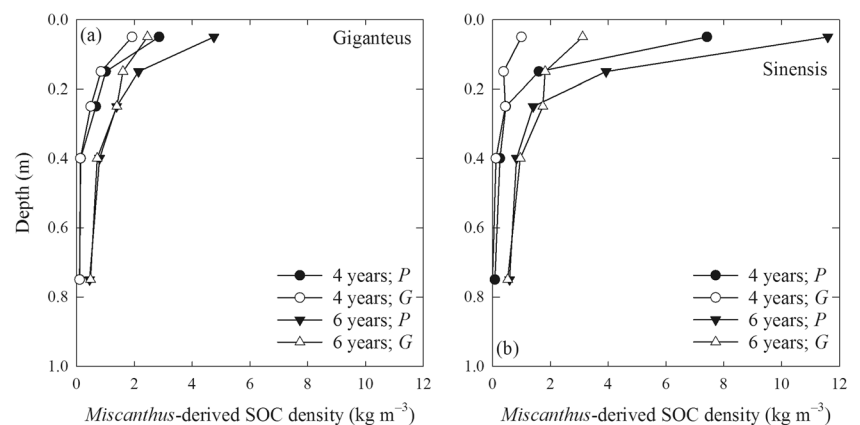 0.0
0.2
0.4
0.6
0.8
1.0
Depth (m)
(a)
Giganteus
4 years; P
4 years; G
6 years; P
6 years; G
0 2 4 6 8 10 12
Miscanthus-derived SOC density (kg m⁻³)
0.0
0.2
0.4
0.6
0.8
1.0
Sinensis
4 years; P
4 years; G
6 years; P
6 years; G
(b)
0 2 4 6 8 10 12
Miscanthus-derived SOC density (kg m⁻³)